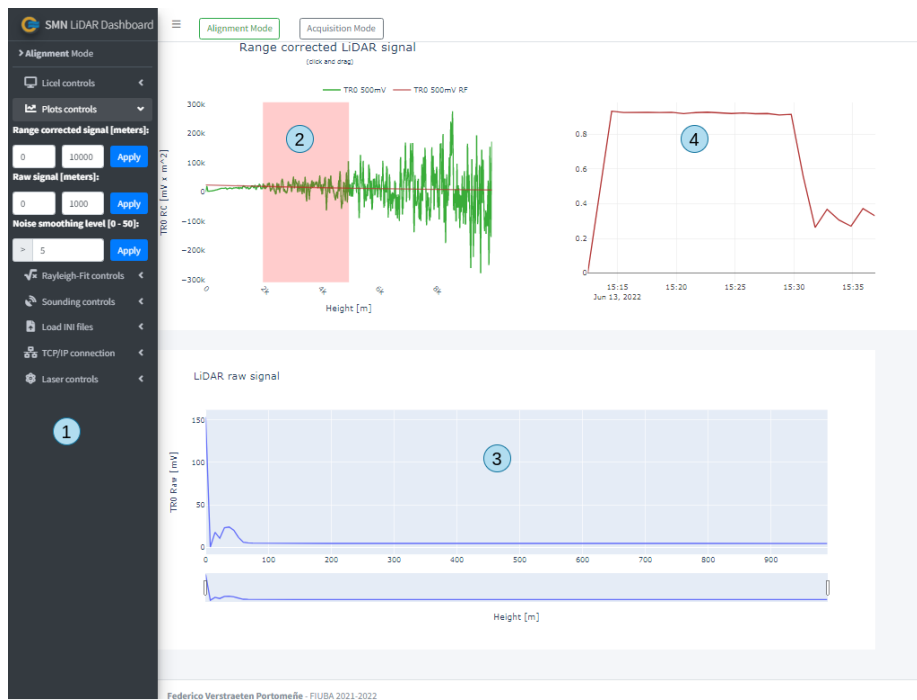 SMN LiDAR Dashboard
Alignment Mode
Acquisition Mode
Alignment Mode
Licel controls
Plots controls
Range corrected signal [meters]:
0
10000
Apply
Raw signal [meters]:
0
1000
Apply
Noise smoothing level [0 - 50]:
>
5
Apply
Rayleigh-Fit controls
Sounding controls
Load INI files
TCP/IP connection
Laser controls
1
Range corrected LiDAR signal
(click and drag)
TR0 500mV
TR0 500mV RF
2
300k
200k
100k
0
−100k
−200k
−300k
TR0 RC [mV x m^2]
0
2k
4k
6k
8k
Height [m]
4
0.8
0.6
0.4
0.2
0
15:15
Jun 13, 2022
15:20
15:25
15:30
15:35
LiDAR raw signal
3
150
100
50
0
TR0 Raw [mV]
0
100
200
300
400
500
600
700
800
900
Height [m]
Federico Verstraeten Portomeñe - FIUBA 2021-2022